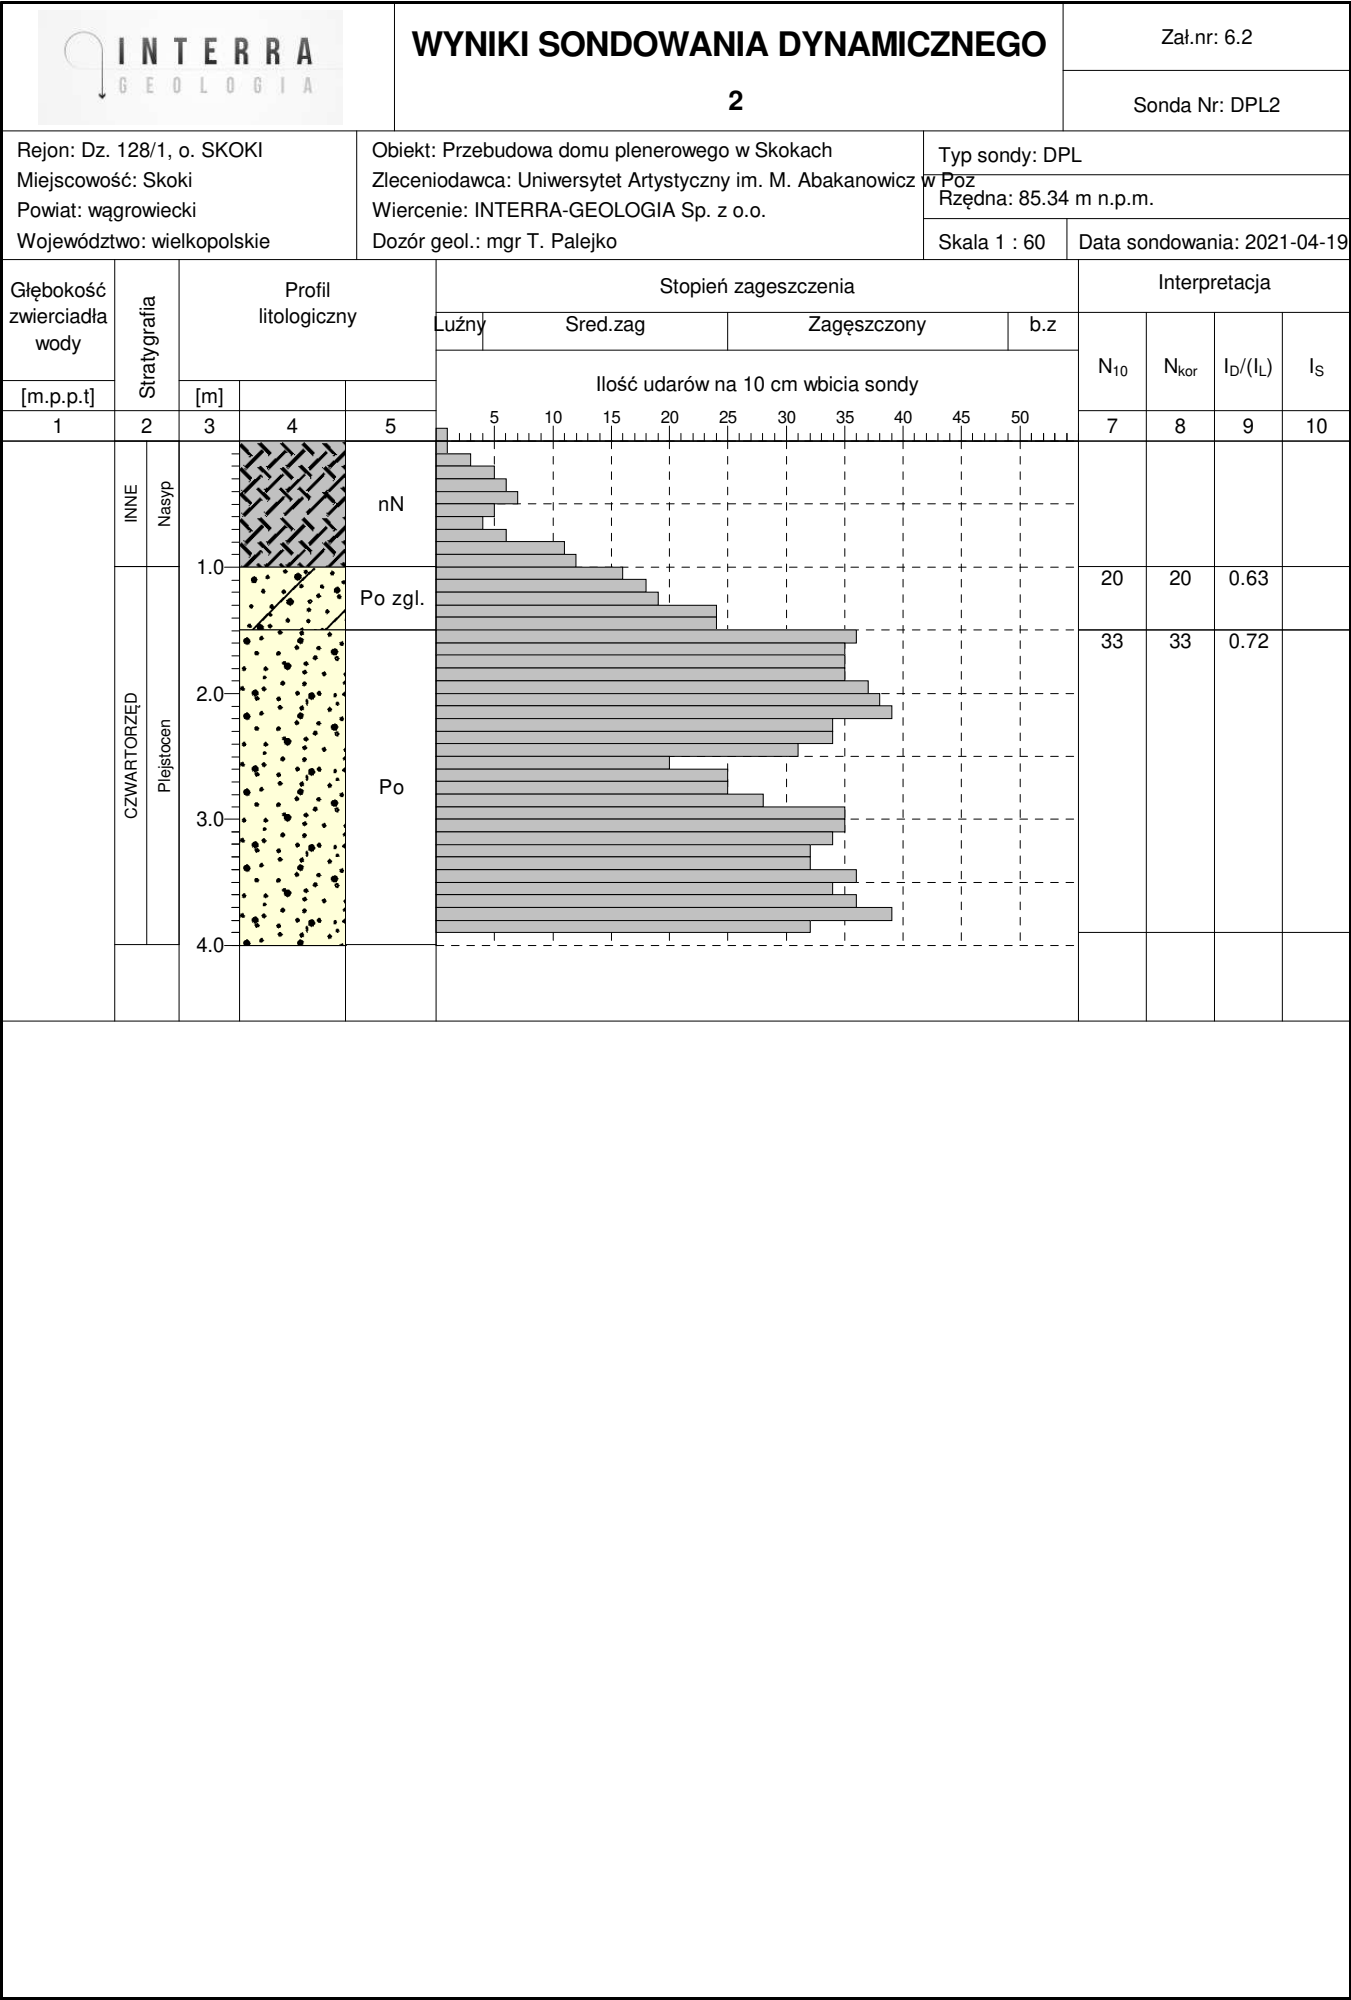 INTERRA
GEOLOGIA
WYNIKI SONDOWANIA DYNAMICZNEGO
2
Zał.nr: 6.2
Sonda Nr: DPL2
Rejon: Dz. 128/1, o. SKOKI
Miejscowość: Skoki
Powiat: wągrowiecki
Województwo: wielkopolskie
Obiekt: Przebudowa domu plenerowego w Skokach
Zleceniodawca: Uniwersytet Artystyczny im. M. Abakanowicz w Poz
Wiercenie: INTERRA-GEOLOGIA Sp. z o.o.
Dozór geol.: mgr T. Palejko
Typ sondy: DPL
Rzędna: 85.34 m n.p.m.
Skala 1 : 60
Data sondowania: 2021-04-19
Głębokość
zwierciadła
wody
[m.p.p.t]
Stratygrafia
Profil
litologiczny
[m]
Stopień zageszczenia
Luźny Sred.zag Zagęszczony b.z
Ilość udarów na 10 cm wbicia sondy
Interpretacja
N10 Nkor ID/(IL) IS
5 10 15 20 25 30 35 40 45 50
1 2 3 4 5 7 8 9 10
INNE
Nasyp
nN
1.0
Po zgl.
20 20 0.63
33 33 0.72
CZWARTORZĘD
Plejstocen
2.0
Po
3.0
4.0